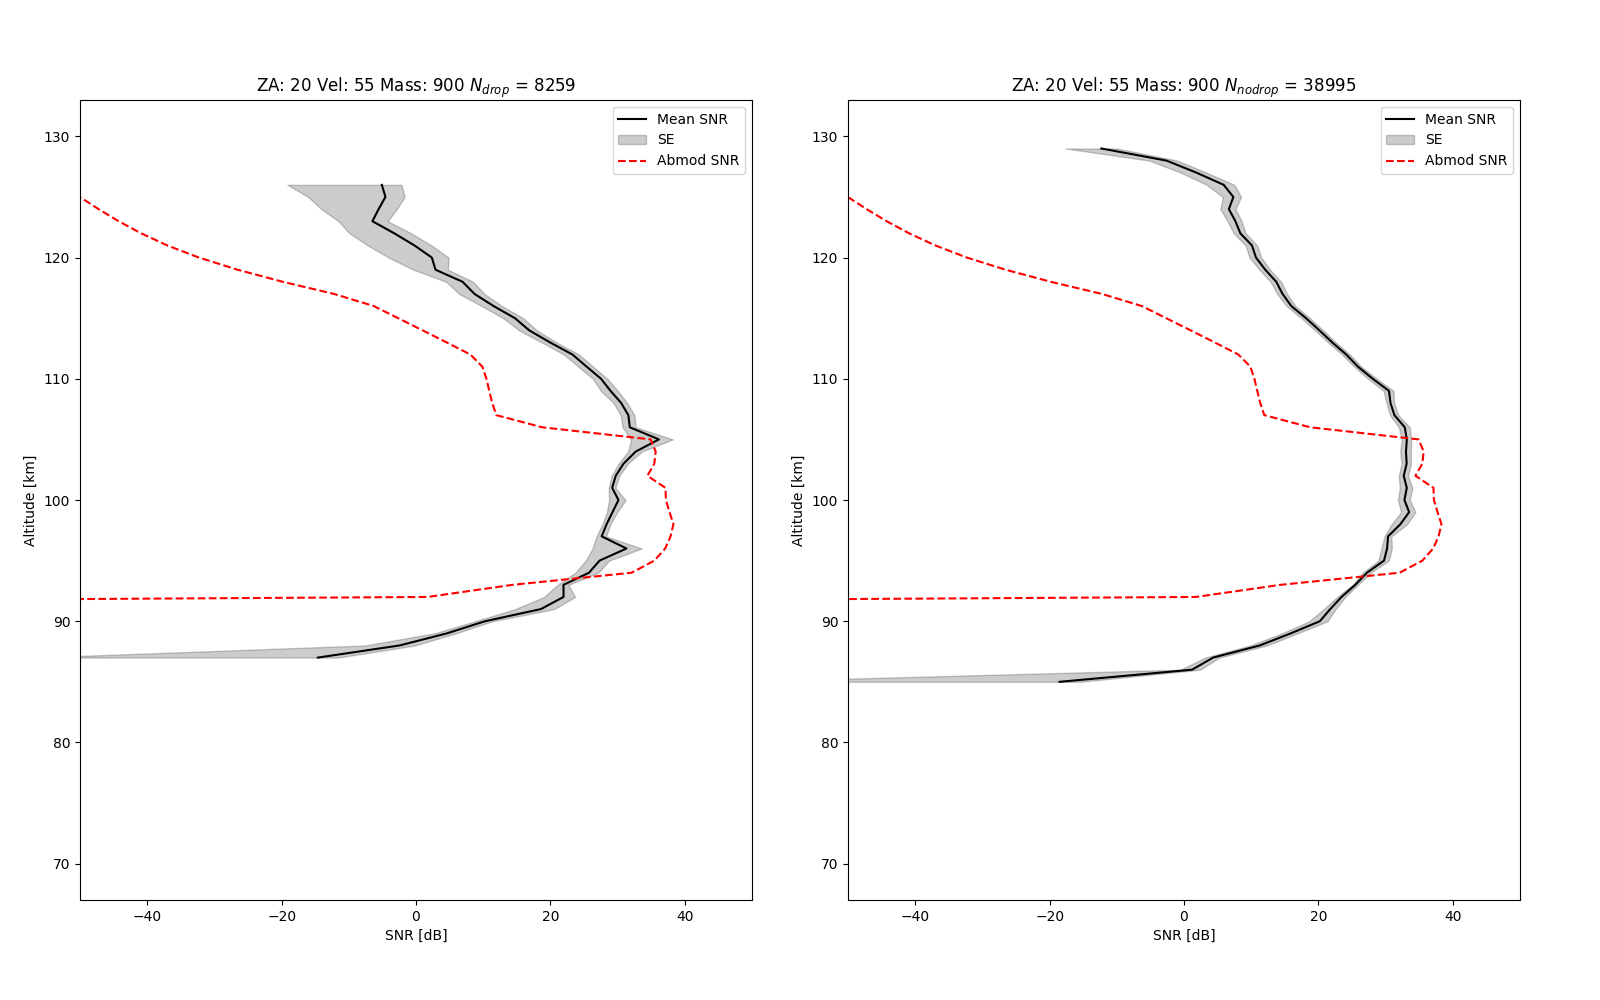 ZA: 20 Vel: 55 Mass: 900 N_drop = 8259
Mean SNR
SE
Abmod SNR
130
120
110
100
90
80
70
Altitude [km]
−40
−20
0
20
40
SNR [dB]
ZA: 20 Vel: 55 Mass: 900 N_nodrop = 38995
Mean SNR
SE
Abmod SNR
130
120
110
100
90
80
70
Altitude [km]
−40
−20
0
20
40
SNR [dB]